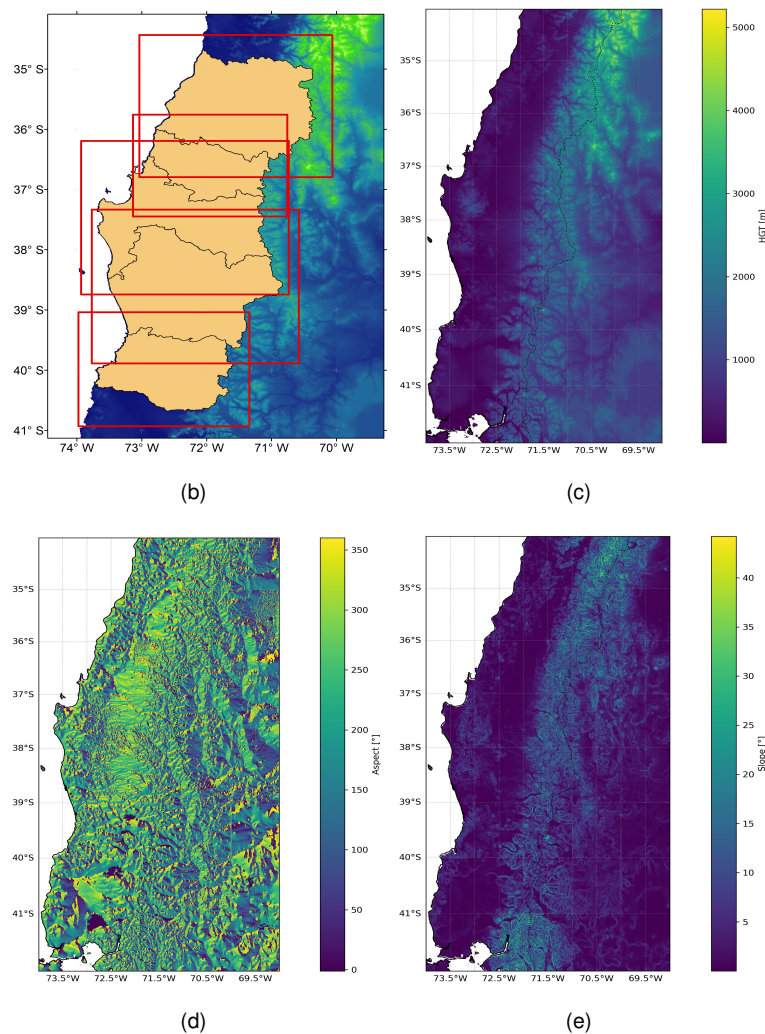 35° S
36° S
37° S
38° S
39° S
40° S
41° S
74° W 73° W 72° W 71° W 70° W
(b)
35°S
36°S
37°S
38°S
39°S
40°S
41°S
73.5°W 72.5°W 71.5°W 70.5°W 69.5°W
5000
4000
3000
2000
1000
HGT [m]
(c)
35°S
36°S
37°S
38°S
39°S
40°S
41°S
73.5°W 72.5°W 71.5°W 70.5°W 69.5°W
350
300
250
200
150
100
50
0
Aspect [°]
(d)
35°S
36°S
37°S
38°S
39°S
40°S
41°S
73.5°W 72.5°W 71.5°W 70.5°W 69.5°W
40
35
30
25
20
15
10
5
Slope [°]
(e)